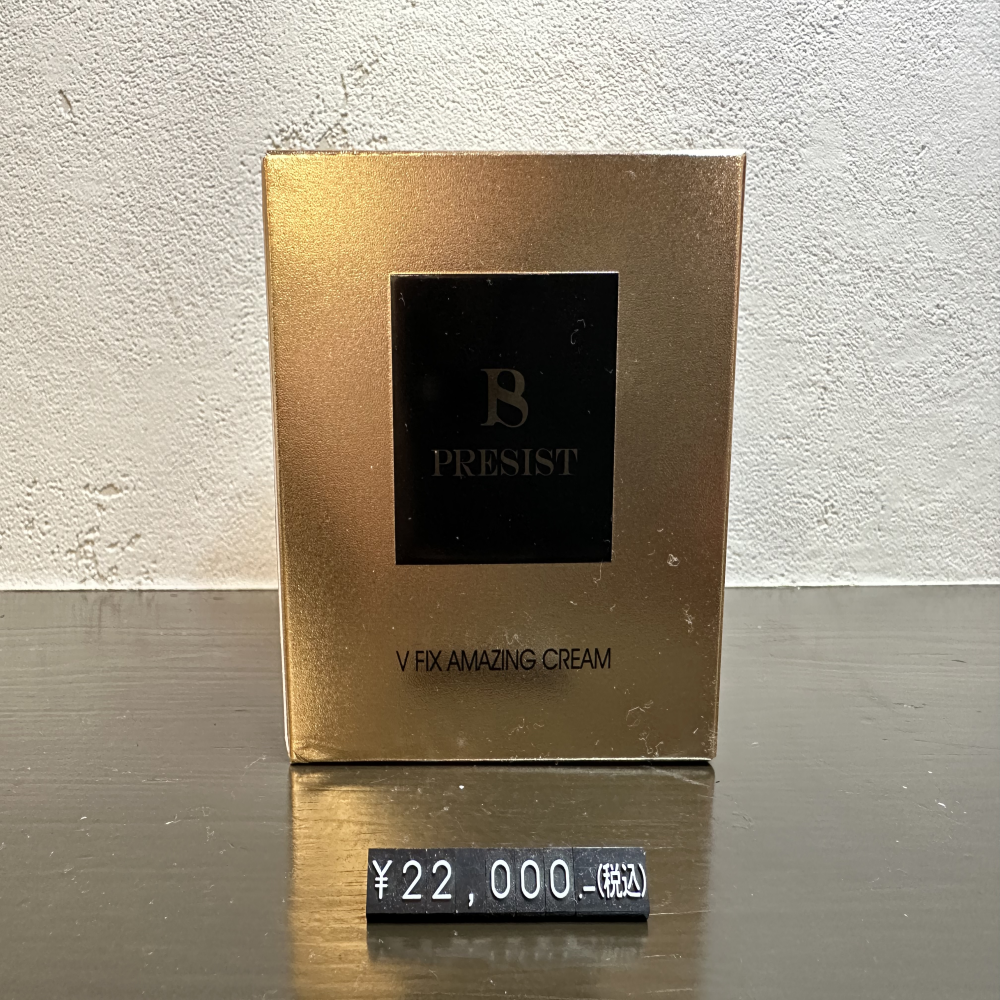 PRESIST
V FIX AMAZING CREAM
¥22,000.–(税込)